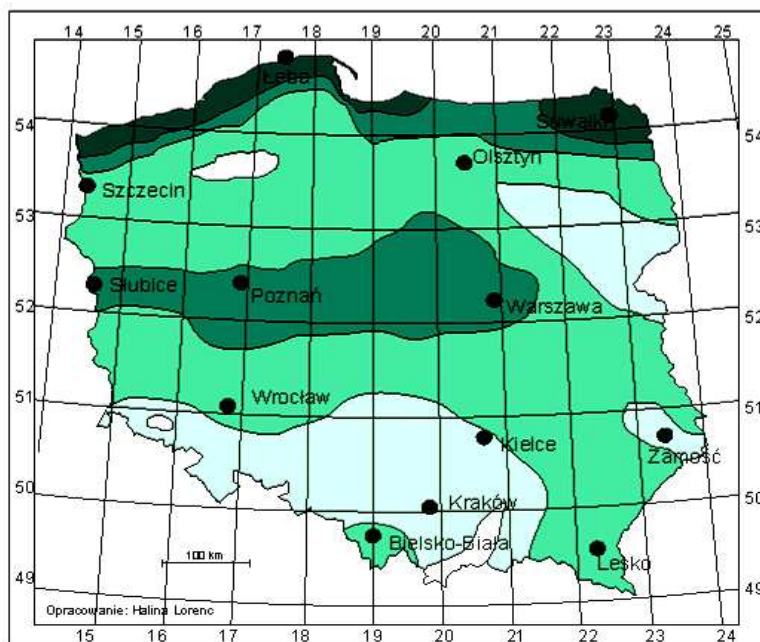 14 15 16 17 18 19 20 21 22 23 24 25
Łeba
54 54
Suwałki
Olsztyn
Szczecin
53 53
Słubice
Poznań
Warszawa
52 52
Wrocław
51 51
Kielce
Zamość
50 50
Kraków
Bielsko-Biała
Lesko
100 km
49 49
Opracowanie: Halina Lorenc
15 16 17 18 19 20 21 22 23 24